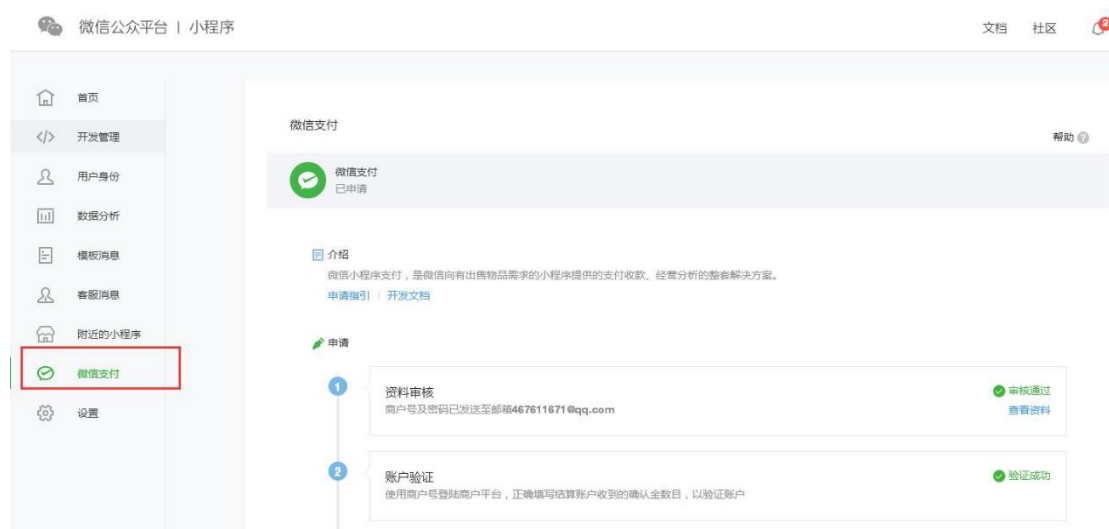 微信公众平台 | 小程序
文档 社区 2
首页
开发管理
用户身份
数据分析
模板消息
客服消息
附近的小程序
微信支付
设置
微信支付
帮助
微信支付
已申请
介绍
微信小程序支付，是微信向有出售物品需求的小程序提供的支付收款、经营分析的整套解决方案。
申请指引 | 开发文档
申请
1
资料审核
审核通过
商户号及密码已发送至邮箱467611671@qq.com
查看资料
2
账户验证
验证成功
使用商户号登陆商户平台，正确填写结算账户收到的确认金数目，以验证账户